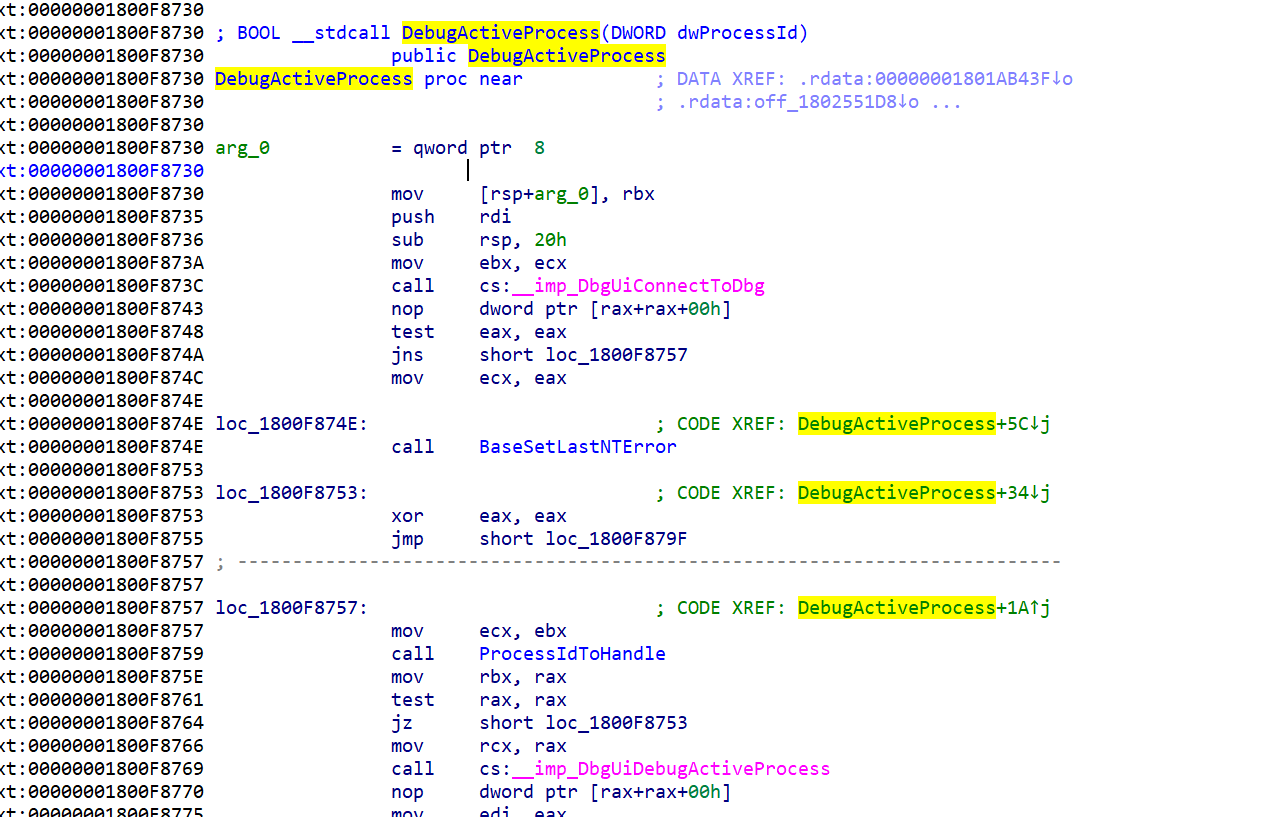 xt:00000001800F8730
xt:00000001800F8730 ; BOOL __stdcall DebugActiveProcess(DWORD dwProcessId)
xt:00000001800F8730 public DebugActiveProcess
xt:00000001800F8730 DebugActiveProcess proc near ; DATA XREF: .rdata:00000001801AB43F↓o
xt:00000001800F8730 ; .rdata:off_1802551D8↓o ...
xt:00000001800F8730
xt:00000001800F8730 arg_0 = qword ptr 8
xt:00000001800F8730
xt:00000001800F8730 mov [rsp+arg_0], rbx
xt:00000001800F8735 push rdi
xt:00000001800F8736 sub rsp, 20h
xt:00000001800F873A mov ebx, ecx
xt:00000001800F873C call cs:__imp_DbgUiConnectToDbg
xt:00000001800F8743 nop dword ptr [rax+rax+00h]
xt:00000001800F8748 test eax, eax
xt:00000001800F874A jns short loc_1800F8757
xt:00000001800F874C mov ecx, eax
xt:00000001800F874E
xt:00000001800F874E loc_1800F874E: ; CODE XREF: DebugActiveProcess+5C↓j
xt:00000001800F874E call BaseSetLastNTError
xt:00000001800F8753
xt:00000001800F8753 loc_1800F8753: ; CODE XREF: DebugActiveProcess+34↓j
xt:00000001800F8753 xor eax, eax
xt:00000001800F8755 jmp short loc_1800F879F
xt:00000001800F8757 ; ---------------------------------------------------------------------------
xt:00000001800F8757
xt:00000001800F8757 loc_1800F8757: ; CODE XREF: DebugActiveProcess+1A↑j
xt:00000001800F8757 mov ecx, ebx
xt:00000001800F8759 call ProcessIdToHandle
xt:00000001800F875E mov rbx, rax
xt:00000001800F8761 test rax, rax
xt:00000001800F8764 jz short loc_1800F8753
xt:00000001800F8766 mov rcx, rax
xt:00000001800F8769 call cs:__imp_DbgUiDebugActiveProcess
xt:00000001800F8770 nop dword ptr [rax+rax+00h]
xt:00000001800F8775 mov edi, eax